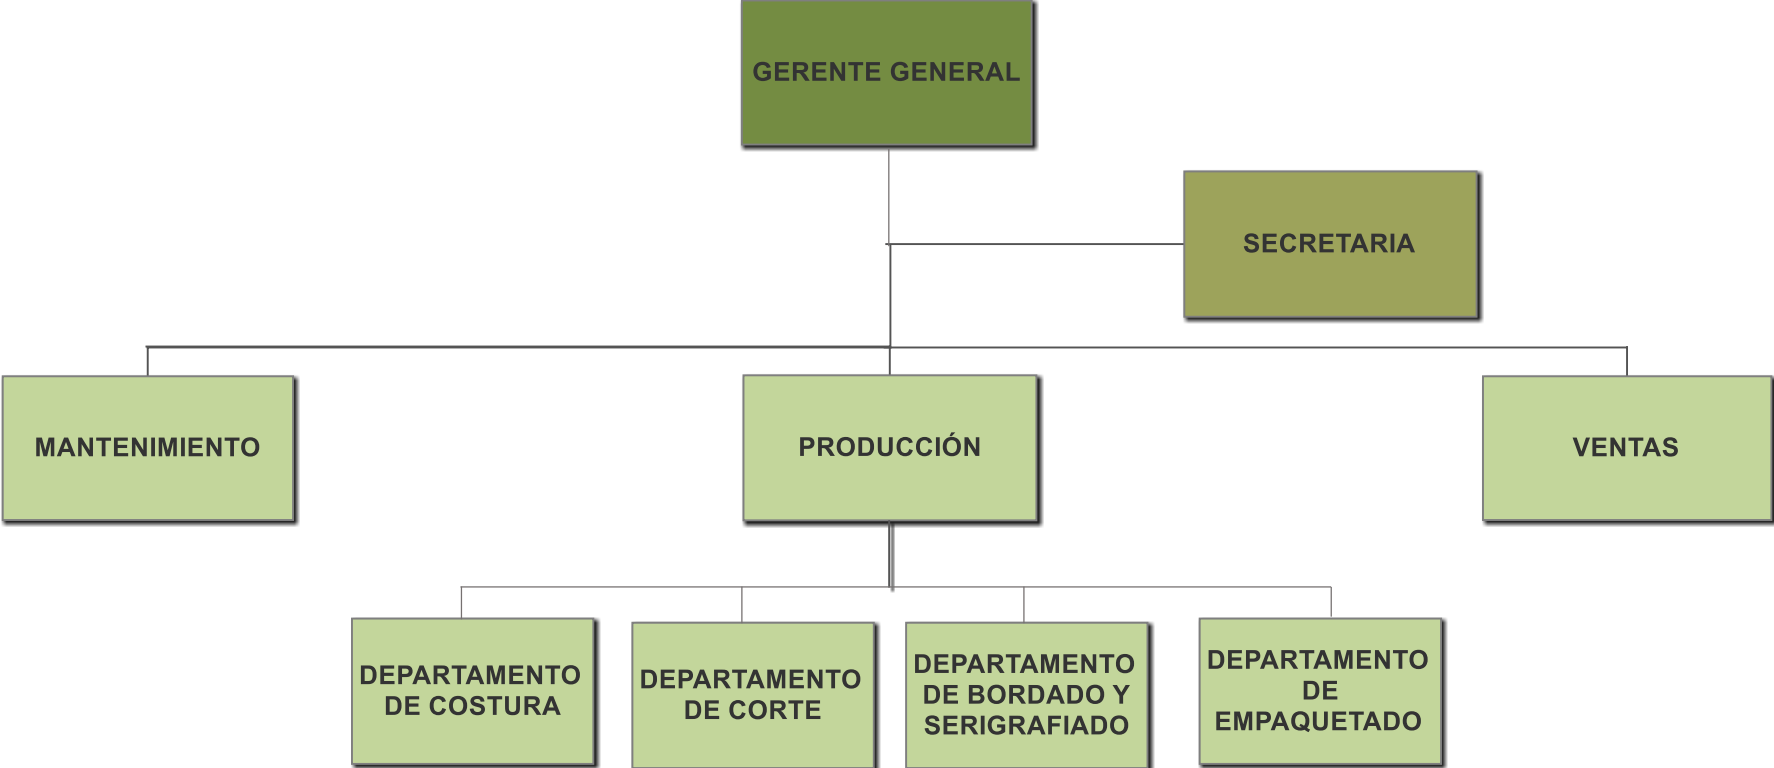 GERENTE GENERAL
SECRETARIA
MANTENIMIENTO
PRODUCCIÓN
VENTAS
DEPARTAMENTO
DE COSTURA
DEPARTAMENTO
DE CORTE
DEPARTAMENTO
DE BORDADO Y
SERIGRAFIADO
DEPARTAMENTO
DE
EMPAQUETADO